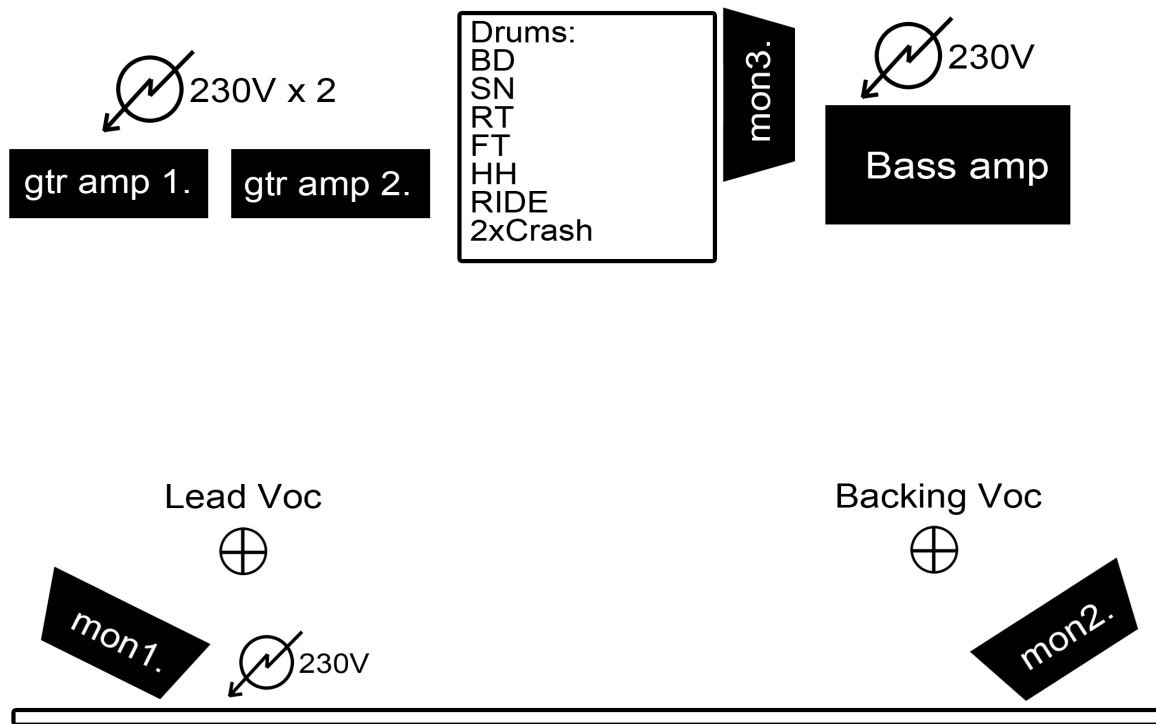 230V x 2
gtr amp 1.
gtr amp 2.
Drums:
BD
SN
RT
FT
HH
RIDE
2xCrash
mon3.
230V
Bass amp
Lead Voc
Backing Voc
mon1.
230V
mon2.